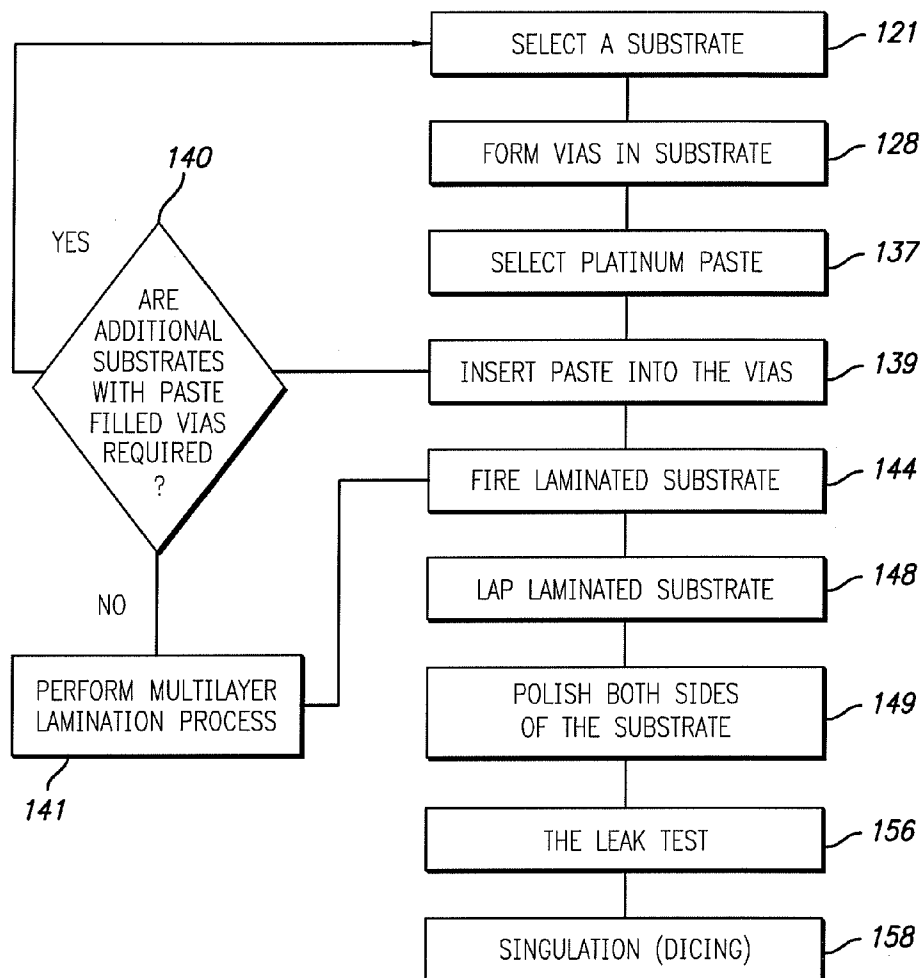 SELECT A SUBSTRATE
121
FORM VIAS IN SUBSTRATE
128
SELECT PLATINUM PASTE
137
INSERT PASTE INTO THE VIAS
139
140
YES
ARE
ADDITIONAL
SUBSTRATES
WITH PASTE
FILLED VIAS
REQUIRED
?
NO
PERFORM MULTILAYER
LAMINATION PROCESS
141
FIRE LAMINATED SUBSTRATE
144
LAP LAMINATED SUBSTRATE
148
POLISH BOTH SIDES
OF THE SUBSTRATE
149
THE LEAK TEST
156
SINGULATION (DICING)
158